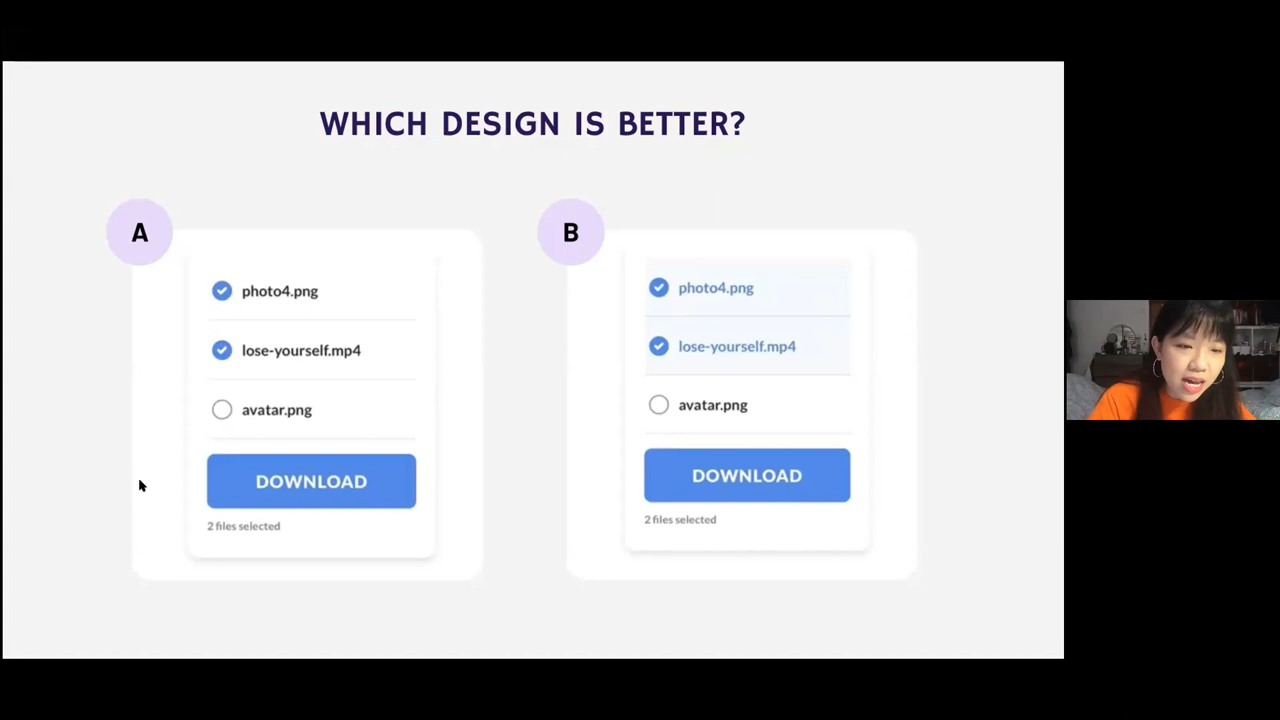 WHICH DESIGN IS BETTER?
A
photo4.png
lose-yourself.mp4
avatar.png
DOWNLOAD
2 files selected
B
photo4.png
lose-yourself.mp4
avatar.png
DOWNLOAD
2 files selected